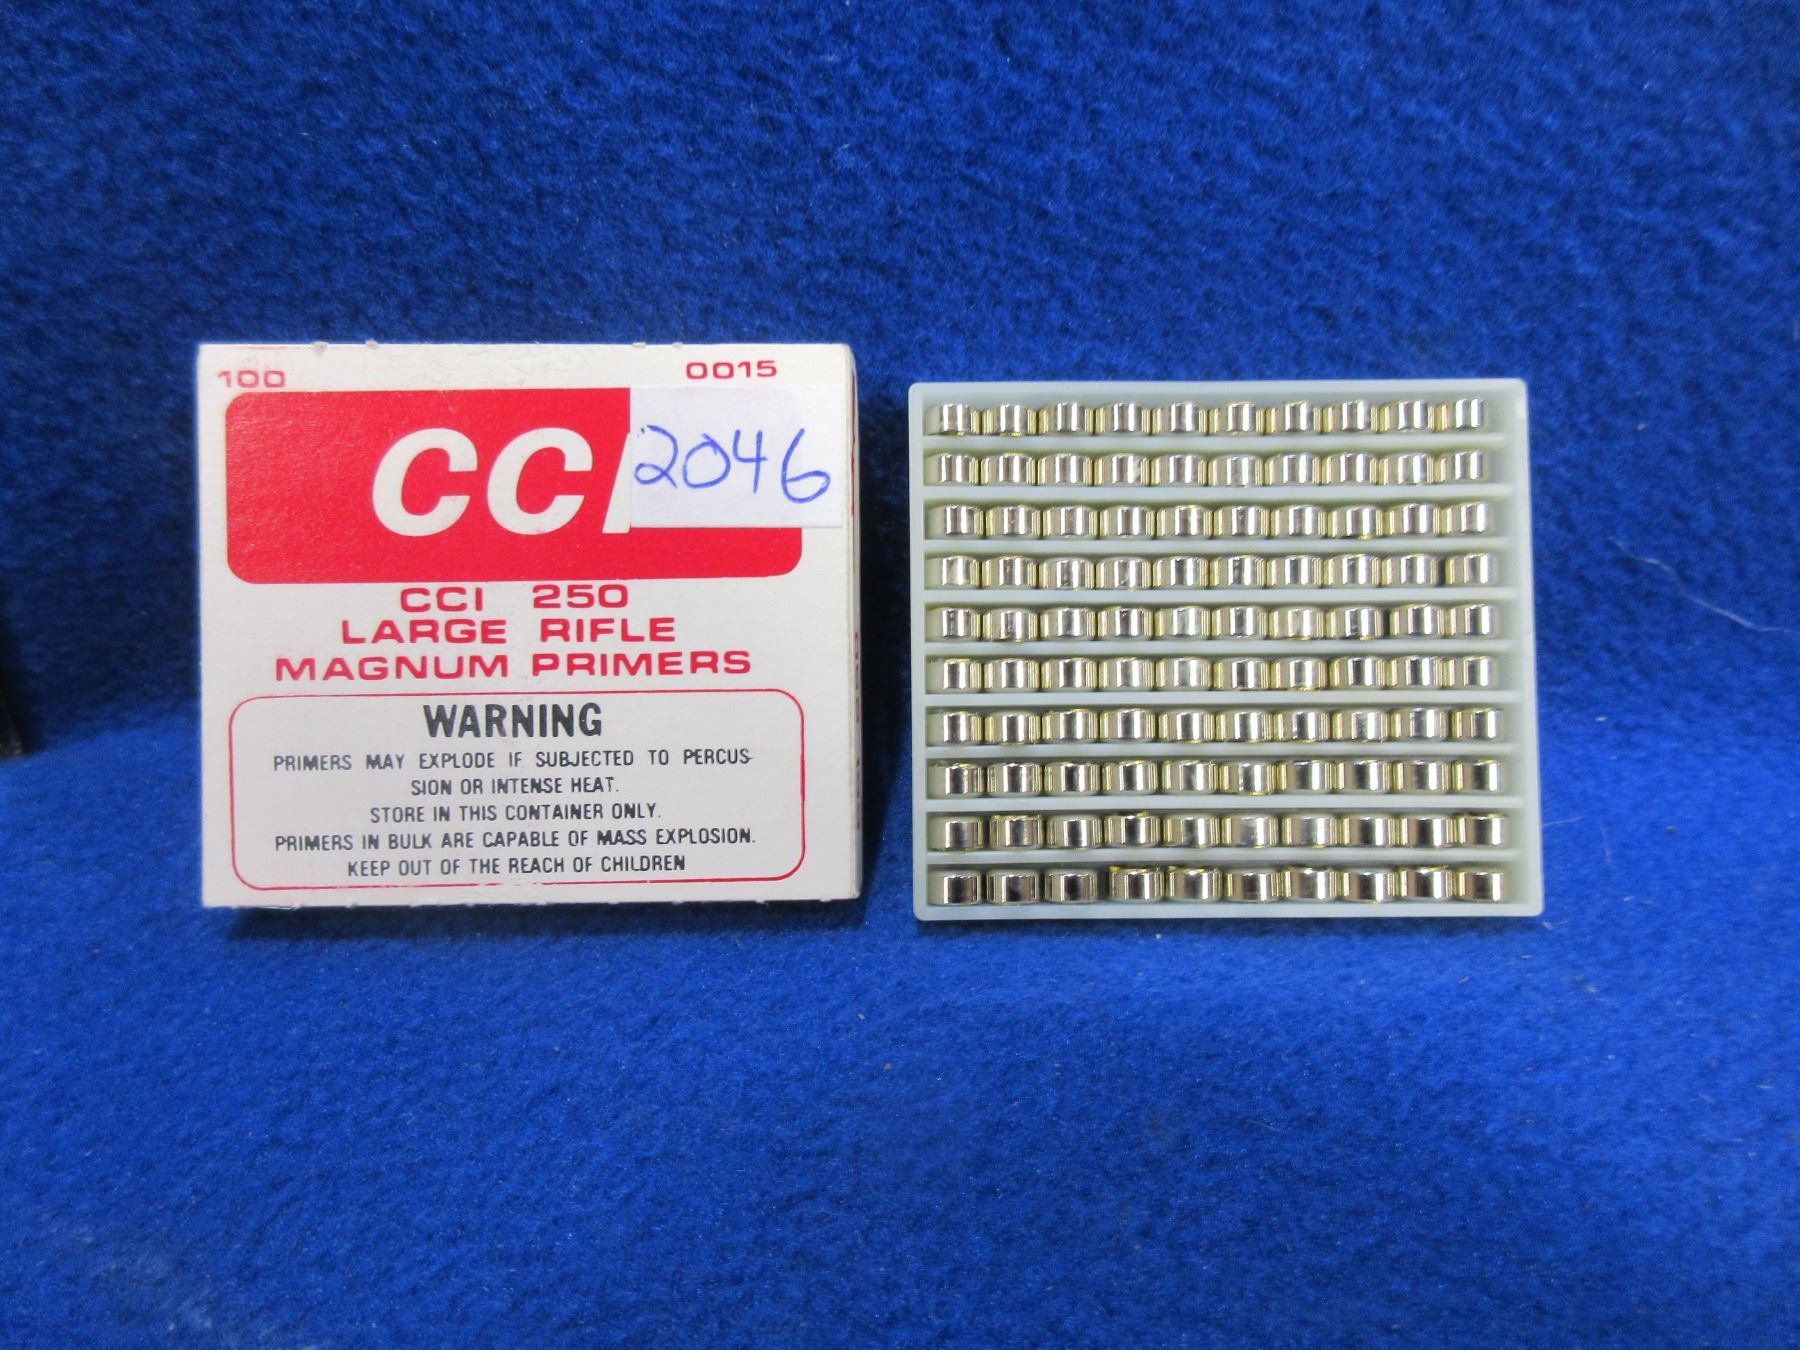 100 0015
CCI
2046
CCI 250
LARGE RIFLE
MAGNUM PRIMERS
WARNING
PRIMERS MAY EXPLODE IF SUBJECTED TO PERCUS-
SION OR INTENSE HEAT.
STORE IN THIS CONTAINER ONLY.
PRIMERS IN BULK ARE CAPABLE OF MASS EXPLOSION.
KEEP OUT OF THE REACH OF CHILDREN